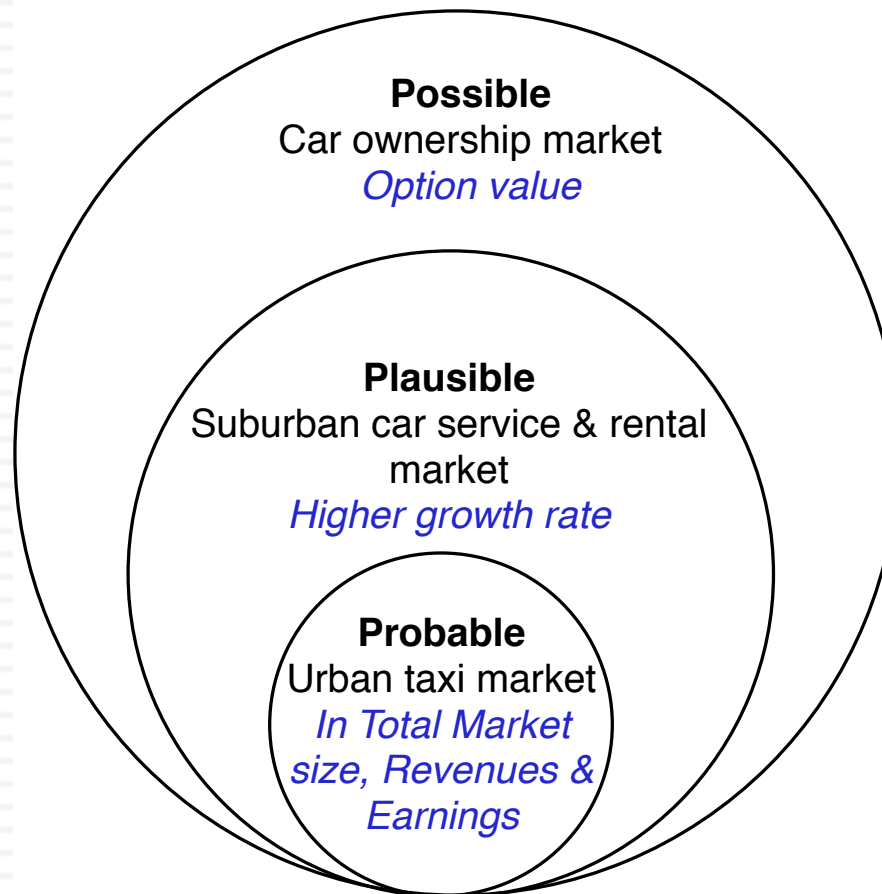 Possible
Car ownership market
Option value
Plausible
Suburban car service & rental
market
Higher growth rate
Probable
Urban taxi market
In Total Market
size, Revenues &
Earnings